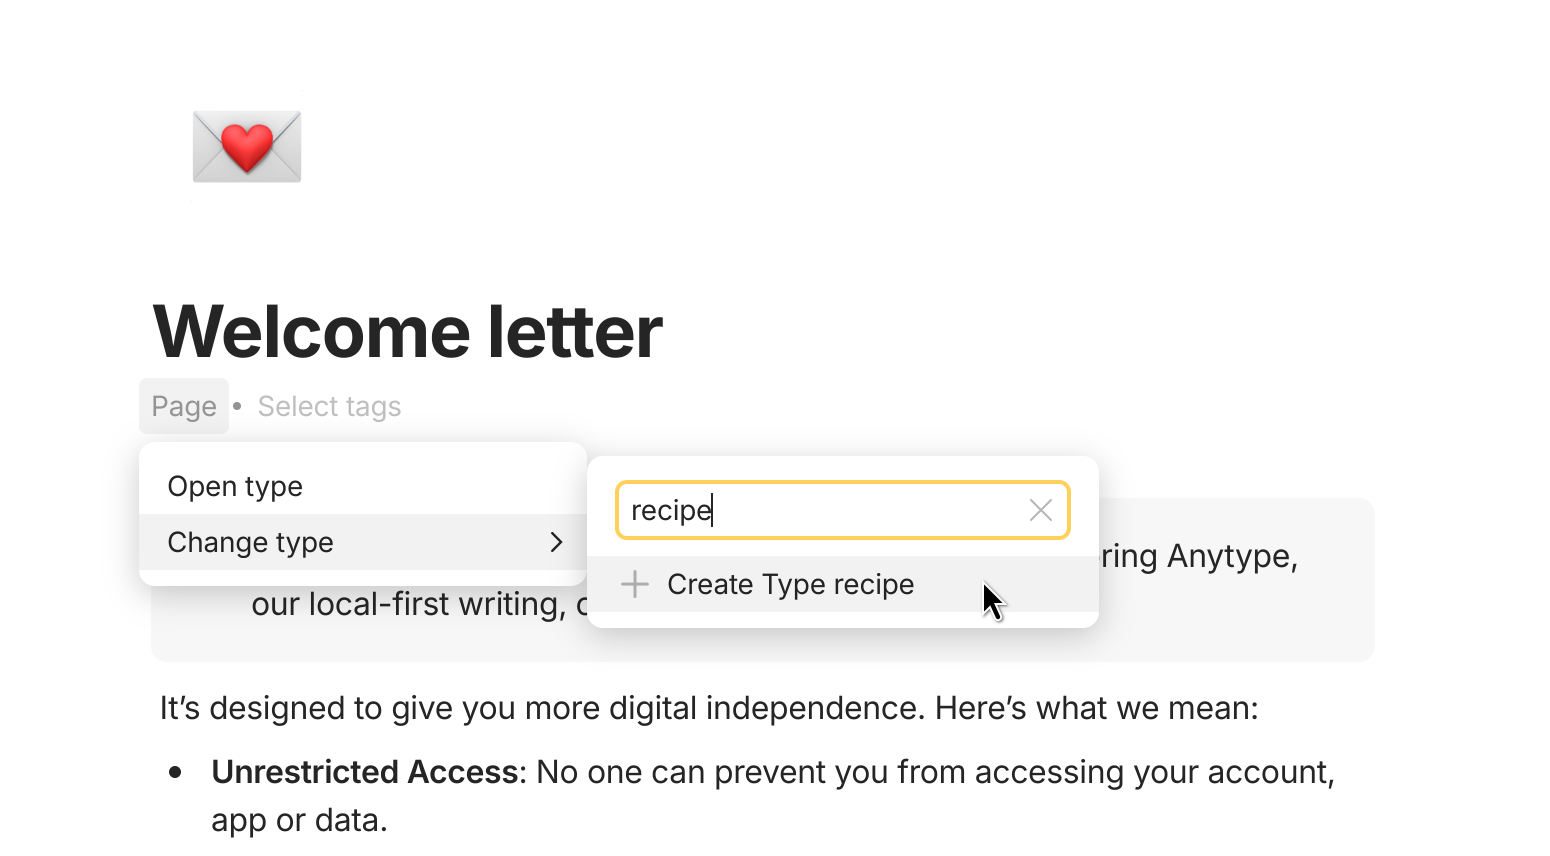 Welcome letter
Page • Select tags
Open type
Change type
recipe
Create Type recipe
ring Anytype,
our local-first writing,
It’s designed to give you more digital independence. Here’s what we mean:
• Unrestricted Access: No one can prevent you from accessing your account,
app or data.